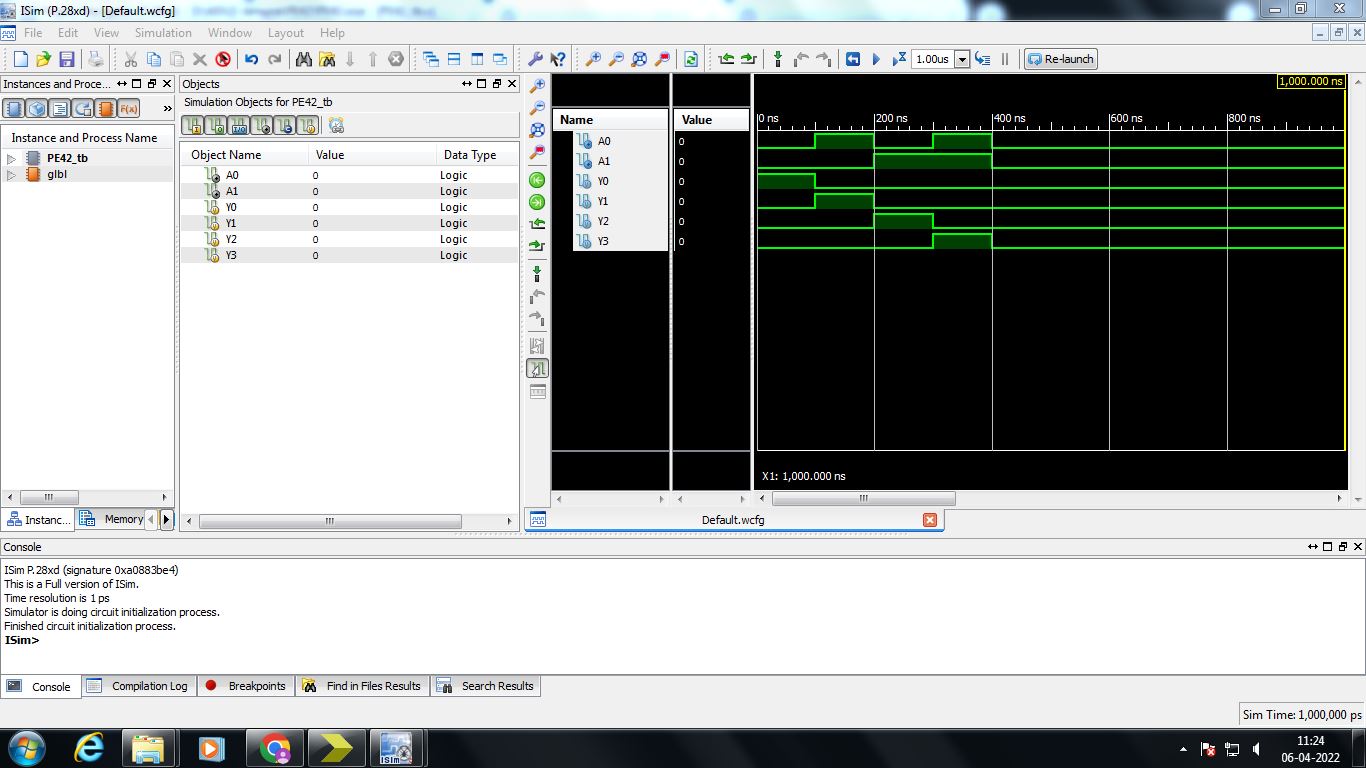 ISim (P.28xd) - [Default.wcfg]
File Edit View Simulation Window Layout Help
F(x)
1.00us
Re-launch
Instances and Proce...
Instance and Process Name
PE42_tb
glbl
Instanc...
Memory
Objects
Simulation Objects for PE42_tb
Object Name Value Data Type
A0 0 Logic
A1 0 Logic
Y0 0 Logic
Y1 0 Logic
Y2 0 Logic
Y3 0 Logic
Name Value
A0 0
A1 0
Y0 0
Y1 0
Y2 0
Y3 0
1,000.000 ns
0 ns 200 ns 400 ns 600 ns 800 ns
X1: 1,000.000 ns
Default.wcfg
Console
ISim P.28xd (signature 0xa0883be4)
This is a Full version of ISim.
Time resolution is 1 ps
Simulator is doing circuit initialization process.
Finished circuit initialization process.
ISim>
Console Compilation Log Breakpoints Find in Files Results Search Results
Sim Time: 1,000,000 ps
ISim
11:24
06-04-2022